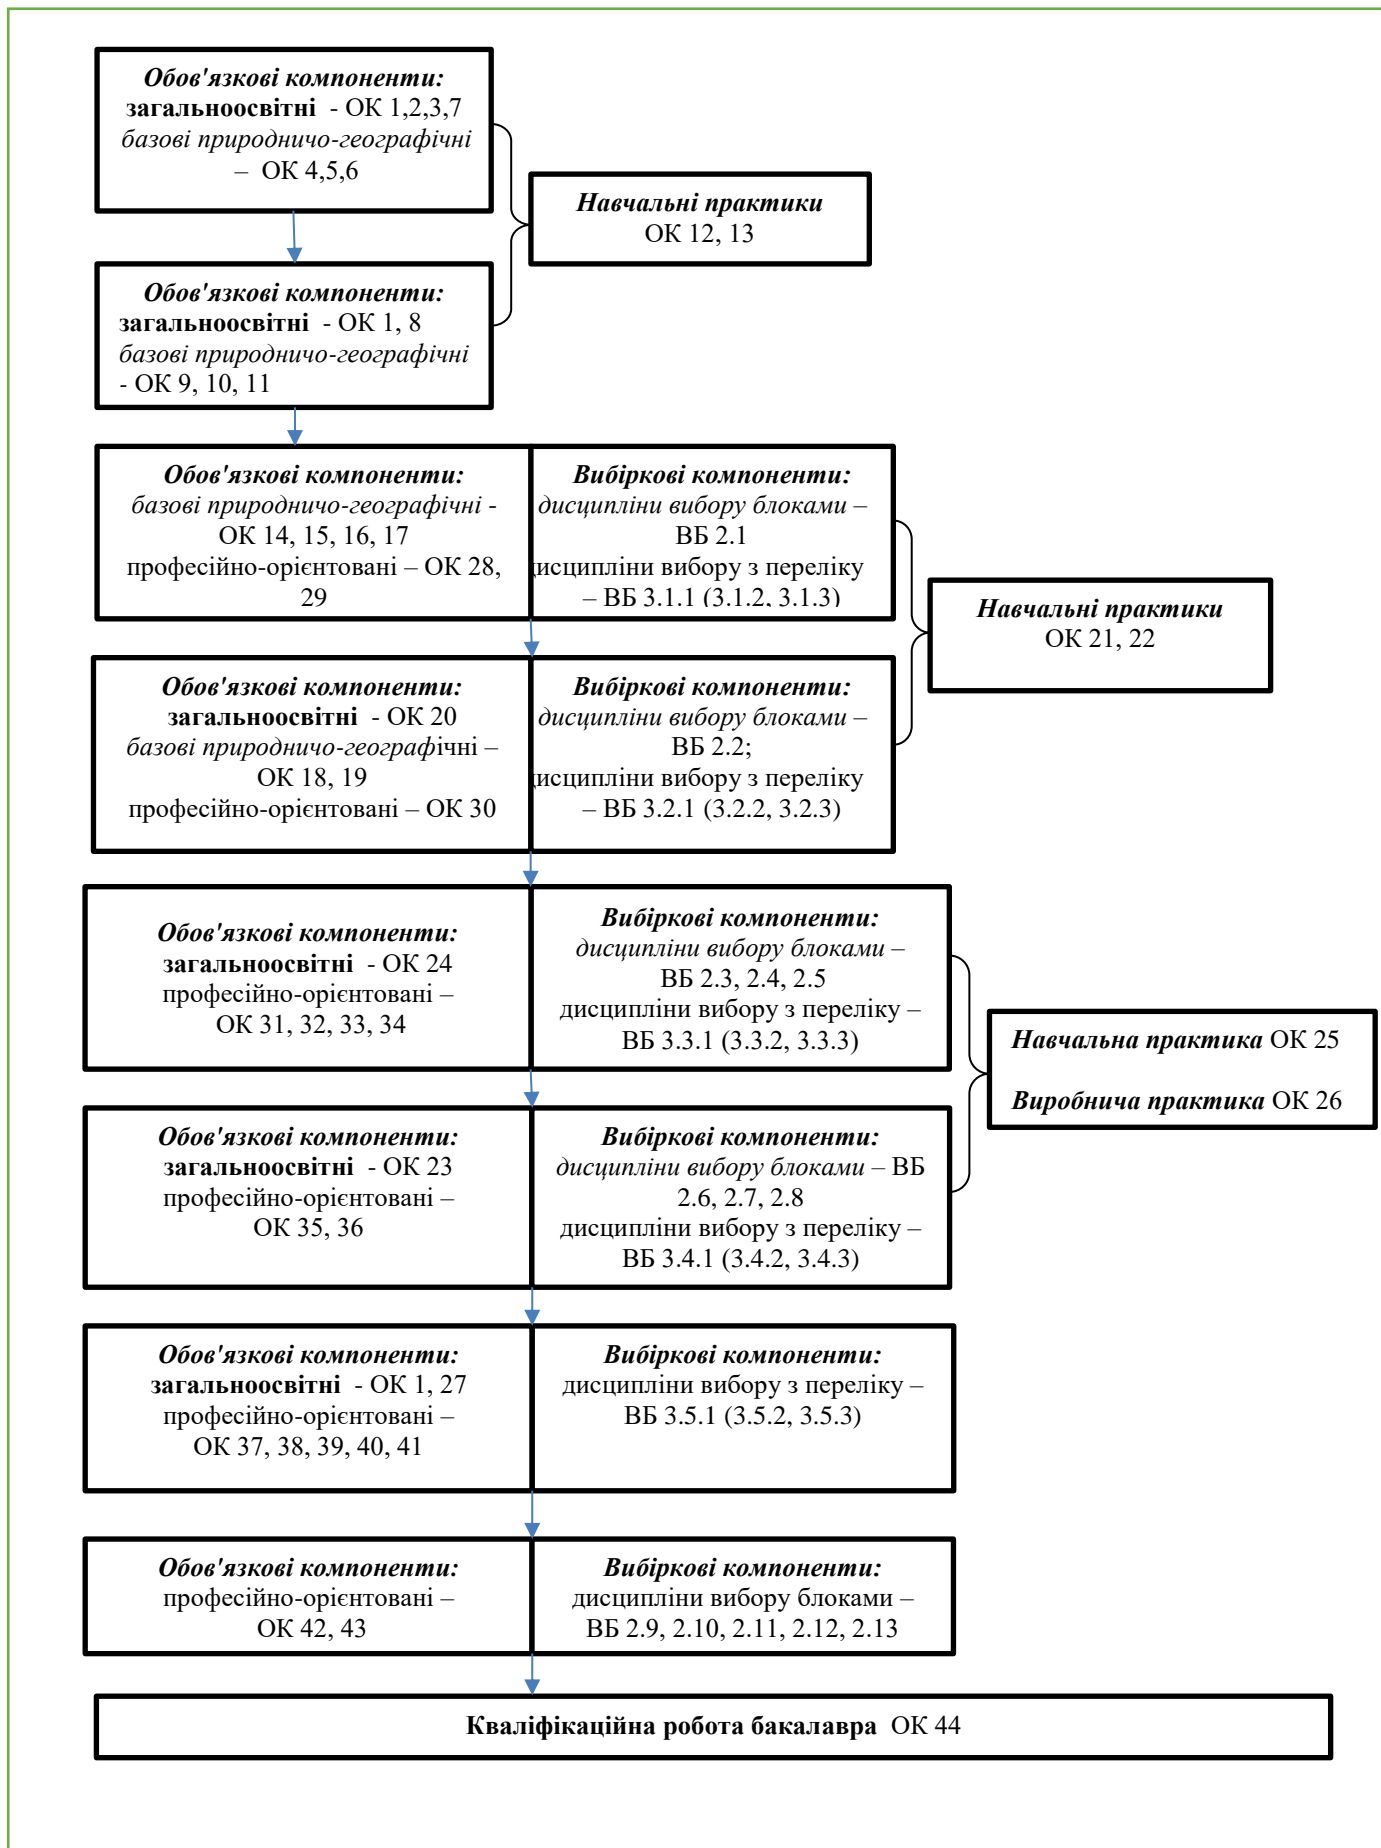 Обов'язкові компоненти:
загальноосвітні - ОК 1,2,3,7
базові природничо-географічні
– ОК 4,5,6
Навчальні практики
ОК 12, 13
Обов'язкові компоненти:
загальноосвітні - ОК 1, 8
базові природничо-географічні
- ОК 9, 10, 11
Обов'язкові компоненти:
базові природничо-географічні -
ОК 14, 15, 16, 17
професійно-орієнтовані – ОК 28,
29
Вибіркові компоненти:
дисципліни вибору блоками –
ВБ 2.1
дисципліни вибору з переліку
– ВБ 3.1.1 (3.1.2, 3.1.3)
Навчальні практики
ОК 21, 22
Обов'язкові компоненти:
загальноосвітні - ОК 20
базові природничо-географічні –
ОК 18, 19
професійно-орієнтовані – ОК 30
Вибіркові компоненти:
дисципліни вибору блоками –
ВБ 2.2;
дисципліни вибору з переліку
– ВБ 3.2.1 (3.2.2, 3.2.3)
Обов'язкові компоненти:
загальноосвітні - ОК 24
професійно-орієнтовані –
ОК 31, 32, 33, 34
Вибіркові компоненти:
дисципліни вибору блоками –
ВБ 2.3, 2.4, 2.5
дисципліни вибору з переліку –
ВБ 3.3.1 (3.3.2, 3.3.3)
Навчальна практика ОК 25
Виробнича практика ОК 26
Обов'язкові компоненти:
загальноосвітні - ОК 23
професійно-орієнтовані –
ОК 35, 36
Вибіркові компоненти:
дисципліни вибору блоками – ВБ
2.6, 2.7, 2.8
дисципліни вибору з переліку –
ВБ 3.4.1 (3.4.2, 3.4.3)
Обов'язкові компоненти:
загальноосвітні - ОК 1, 27
професійно-орієнтовані –
ОК 37, 38, 39, 40, 41
Вибіркові компоненти:
дисципліни вибору з переліку –
ВБ 3.5.1 (3.5.2, 3.5.3)
Обов'язкові компоненти:
професійно-орієнтовані –
ОК 42, 43
Вибіркові компоненти:
дисципліни вибору блоками –
ВБ 2.9, 2.10, 2.11, 2.12, 2.13
Кваліфікаційна робота бакалавра ОК 44